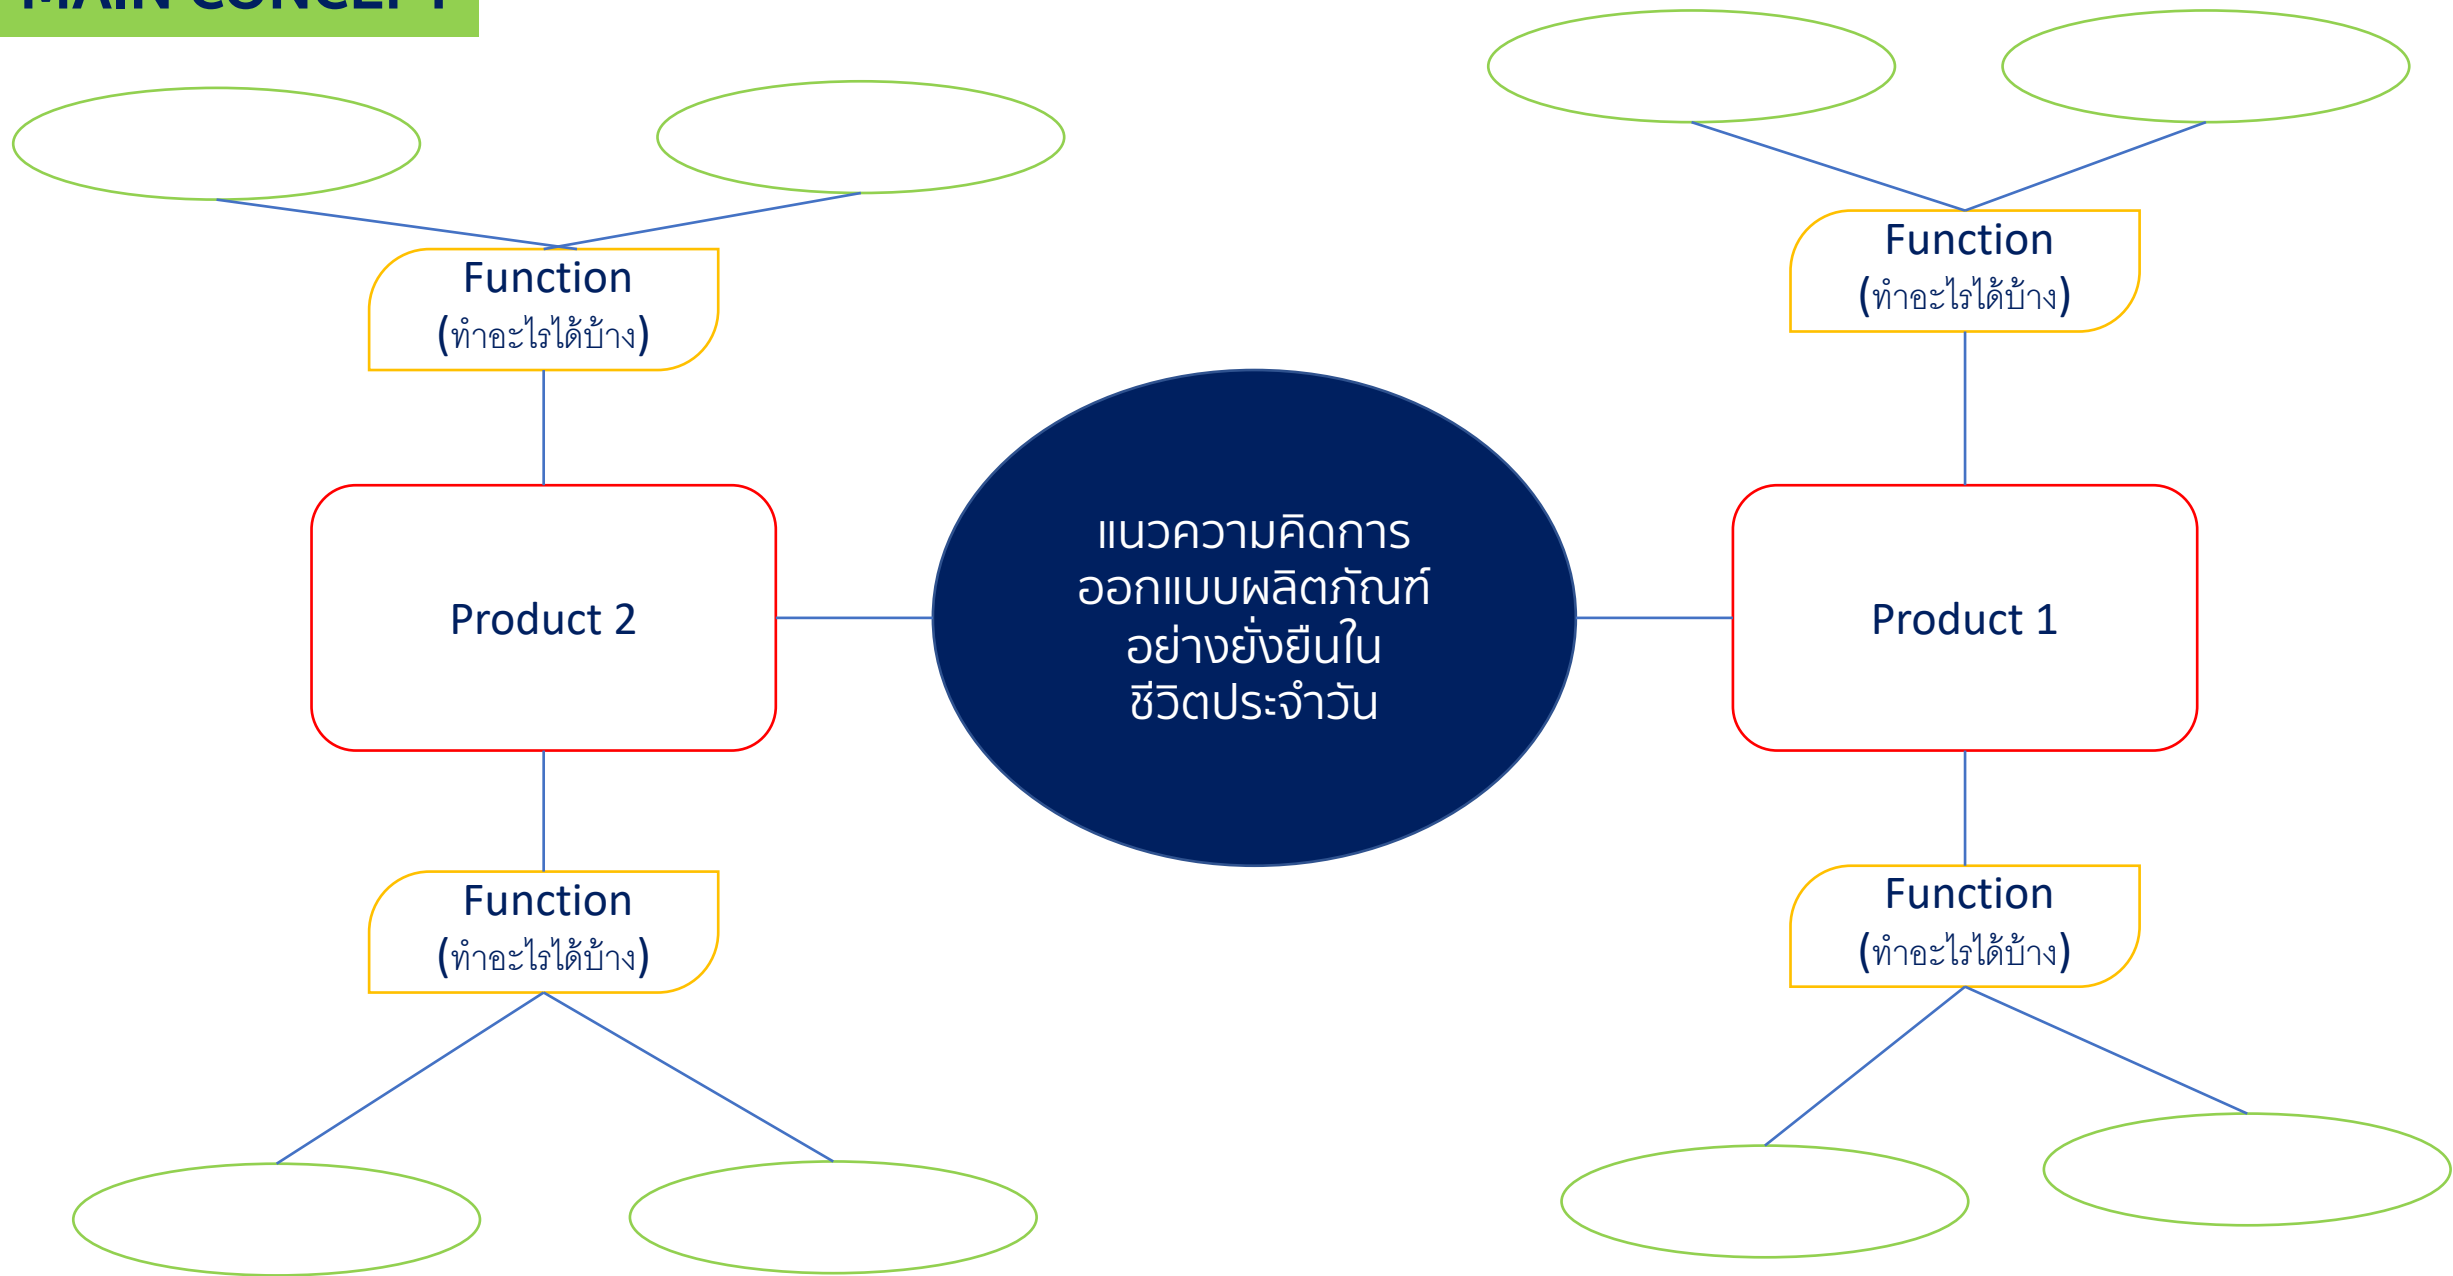 MAIN CONCEPT
Function
(ทำอะไรได้บ้าง)
Function
(ทำอะไรได้บ้าง)
แนวความคิดการ
ออกแบบผลิตภัณฑ์
อย่างยั่งยืนใน
ชีวิตประจำวัน
Product 2
Product 1
Function
(ทำอะไรได้บ้าง)
Function
(ทำอะไรได้บ้าง)